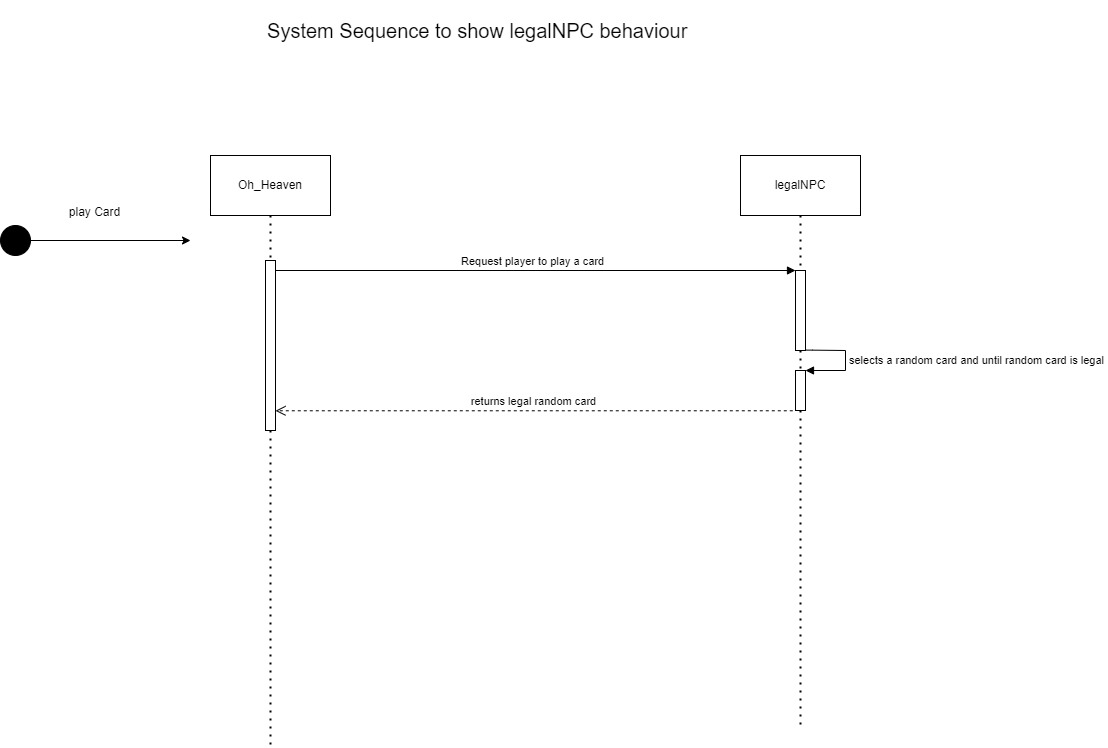 System Sequence to show legalNPC behaviour
Oh_Heaven
legalNPC
play Card
Request player to play a card
selects a random card and until random card is legal
returns legal random card